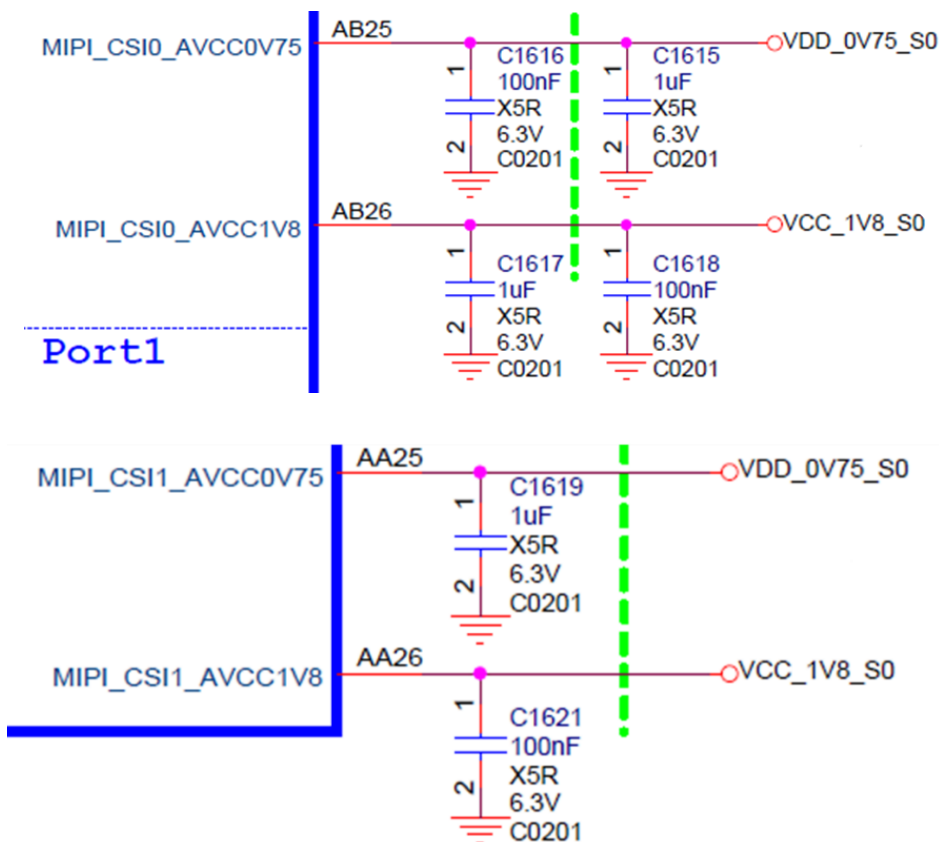 MIPI_CSI0_AVCC0V75 AB25 VDD_0V75_S0
1 C1616 1 C1615
100nF 1uF
X5R X5R
2 6.3V 2 6.3V
C0201 C0201
MIPI_CSI0_AVCC1V8 AB26 VCC_1V8_S0
1 C1617 1 C1618
1uF 100nF
X5R X5R
2 6.3V 2 6.3V
C0201 C0201
Port1
MIPI_CSI1_AVCC0V75 AA25 VDD_0V75_S0
1 C1619
1uF
X5R
2 6.3V
C0201
MIPI_CSI1_AVCC1V8 AA26 VCC_1V8_S0
1 C1621
100nF
X5R
2 6.3V
C0201